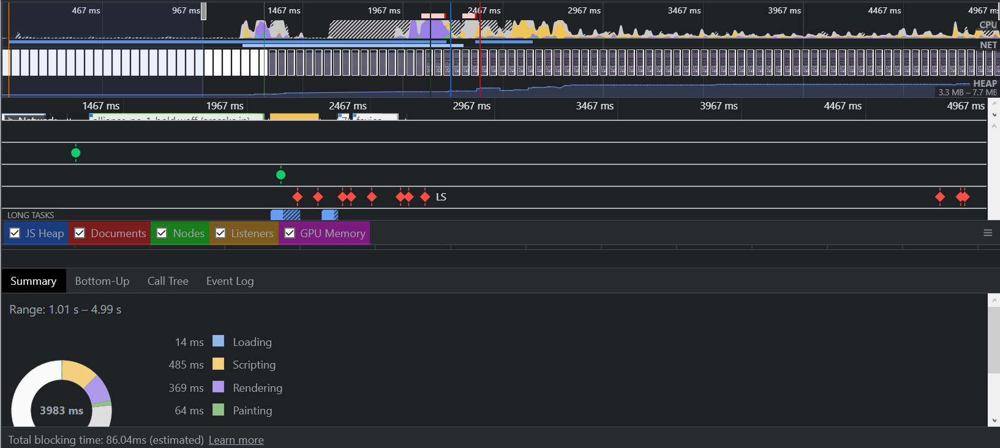 467 ms 967 ms 1467 ms 1967 ms 2467 ms 2967 ms 3467 ms 3967 ms 4467 ms 4967 ms
CPU
NET
HEAP
3.3 MB – 7.7 MB
1467 ms 1967 ms 2467 ms 2967 ms 3467 ms 3967 ms 4467 ms 4967 ms
Network
LS
LONG TASKS
JS Heap Documents Nodes Listeners GPU Memory
Summary Bottom-Up Call Tree Event Log
Range: 1.01 s – 4.99 s
14 ms Loading
485 ms Scripting
369 ms Rendering
3983 ms
64 ms Painting
Total blocking time: 86.04ms (estimated) Learn more